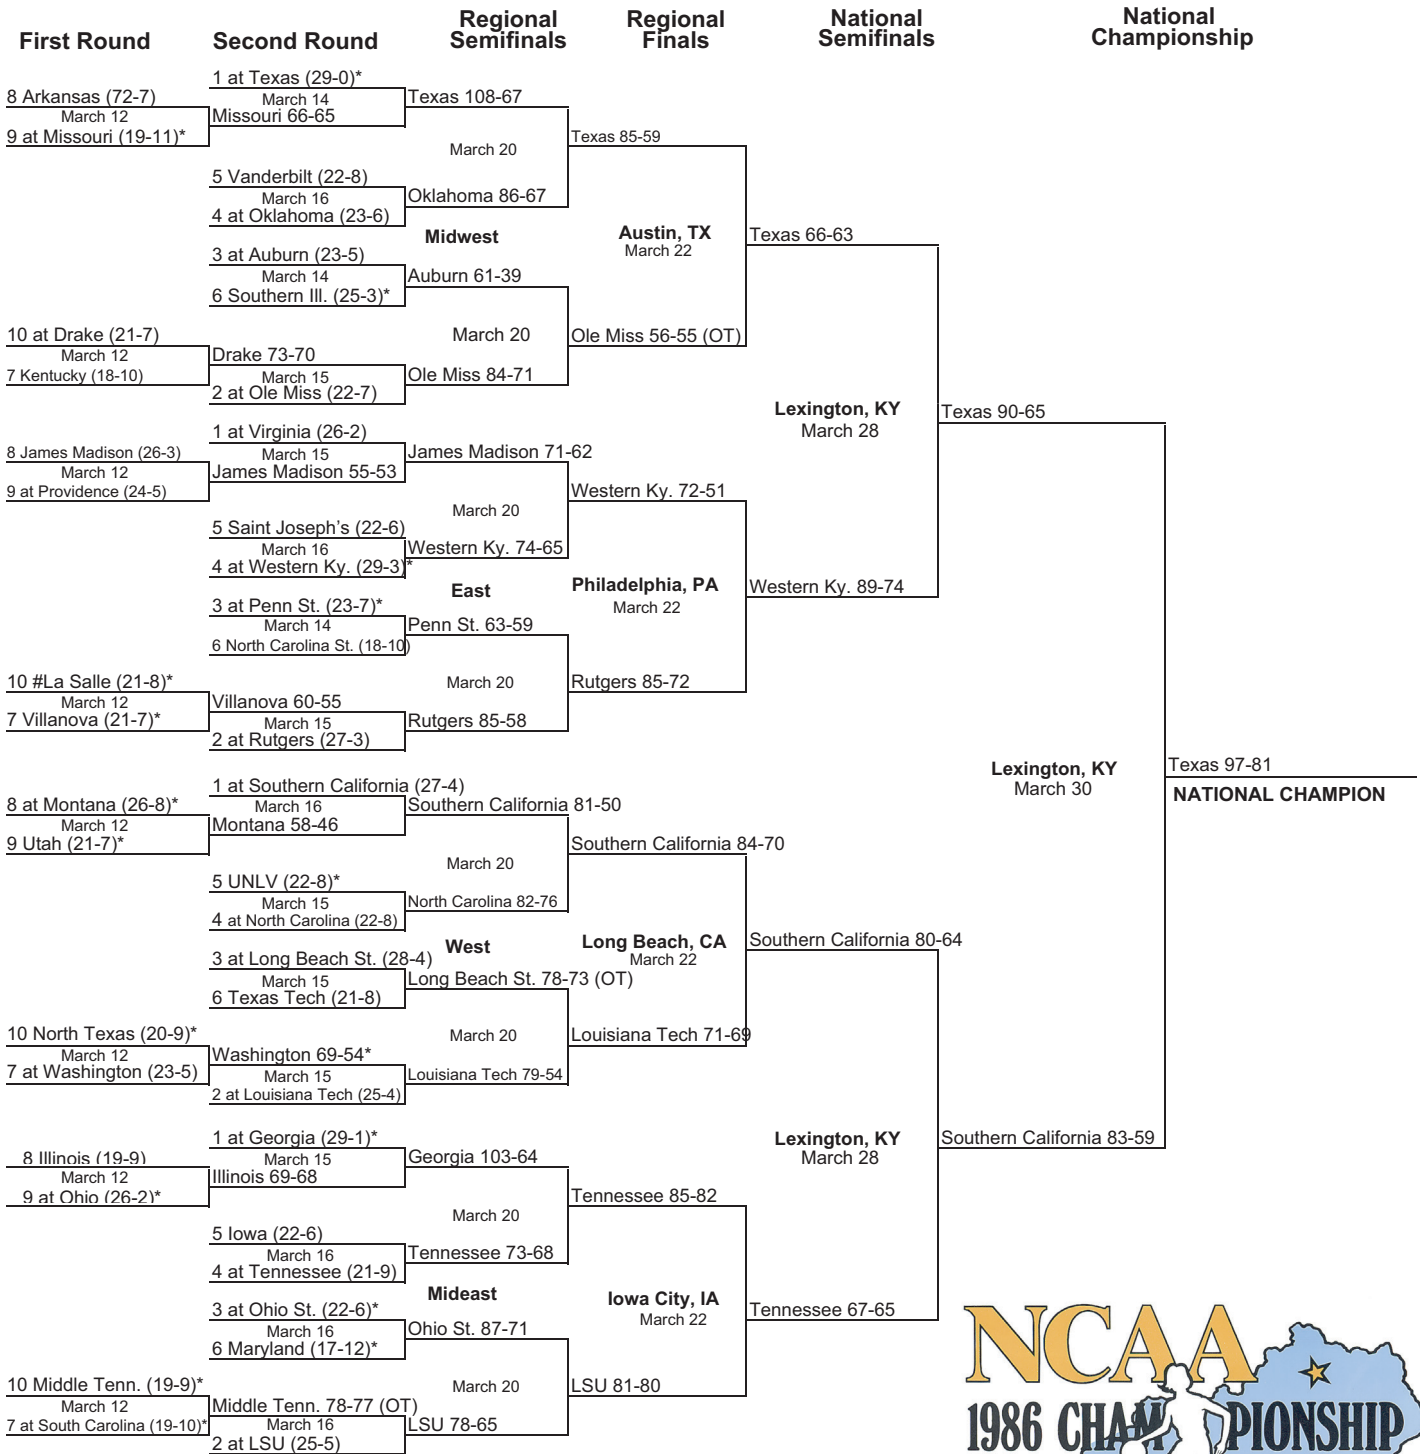 First Round
Second Round
Regional
Semifinals
Regional
Finals
National
Semifinals
National
Championship
1 at Texas (29-0)*
8 Arkansas (72-7)
March 14
Texas 108-67
March 12
Missouri 66-65
9 at Missouri (19-11)*
March 20
Texas 85-59
5 Vanderbilt (22-8)
March 16
Oklahoma 86-67
4 at Oklahoma (23-6)
Midwest
Austin, TX
March 22
Texas 66-63
3 at Auburn (23-5)
March 14
Auburn 61-39
6 Southern Ill. (25-3)*
10 at Drake (21-7)
March 20
Ole Miss 56-55 (OT)
March 12
Drake 73-70
7 Kentucky (18-10)
March 15
Ole Miss 84-71
2 at Ole Miss (22-7)
Lexington, KY
March 28
Texas 90-65
1 at Virginia (26-2)
8 James Madison (26-3)
March 15
James Madison 71-62
March 12
James Madison 55-53
9 at Providence (24-5)
Western Ky. 72-51
March 20
5 Saint Joseph's (22-6)
March 16
Western Ky. 74-65
4 at Western Ky. (29-3)*
East
Philadelphia, PA
March 22
Western Ky. 89-74
3 at Penn St. (23-7)*
March 14
Penn St. 63-59
6 North Carolina St. (18-10)
10 #La Salle (21-8)*
March 20
Rutgers 85-72
March 12
Villanova 60-55
7 Villanova (21-7)*
March 15
Rutgers 85-58
2 at Rutgers (27-3)
Lexington, KY
March 30
Texas 97-81
NATIONAL CHAMPION
1 at Southern California (27-4)
8 at Montana (26-8)*
March 16
Southern California 81-50
March 12
Montana 58-46
9 Utah (21-7)*
Southern California 84-70
March 20
5 UNLV (22-8)*
March 15
North Carolina 82-76
4 at North Carolina (22-8)
West
Long Beach, CA
March 22
Southern California 80-64
3 at Long Beach St. (28-4)
March 15
Long Beach St. 78-73 (OT)
6 Texas Tech (21-8)
10 North Texas (20-9)*
March 20
Louisiana Tech 71-69
March 12
Washington 69-54*
7 at Washington (23-5)
March 15
Louisiana Tech 79-54
2 at Louisiana Tech (25-4)
Lexington, KY
March 28
Southern California 83-59
1 at Georgia (29-1)*
8 Illinois (19-9)
March 15
Georgia 103-64
March 12
Illinois 69-68
9 at Ohio (26-2)*
Tennessee 85-82
March 20
5 Iowa (22-6)
March 16
Tennessee 73-68
4 at Tennessee (21-9)
Mideast
Iowa City, IA
March 22
Tennessee 67-65
3 at Ohio St. (22-6)*
March 16
Ohio St. 87-71
6 Maryland (17-12)*
10 Middle Tenn. (19-9)*
March 20
LSU 81-80
March 12
Middle Tenn. 78-77 (OT)
7 at South Carolina (19-10)*
March 16
LSU 78-65
2 at LSU (25-5)
NCAA
1986 CHAMPIONSHIP